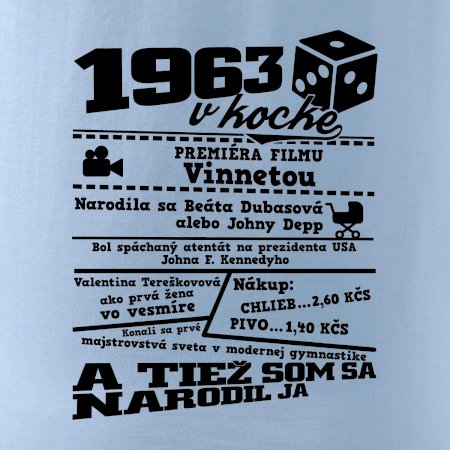 1963
v kocke
PREMIÉRA FILMU
Vinnetou
Narodila sa Beáta Dubasová
alebo Johny Depp
Bol spáchaný atentát na prezidenta USA
Johna F. Kennedyho
Valentina Tereškovová
ako prvá žena
vo vesmíre
Nákup:
CHLIEB...2,60 KČS
PIVO...1,40 KČS
Konali sa prvé
majstrovstvá sveta v modernej gymnastike
A TIEŽ SOM SA
NARODIL JA